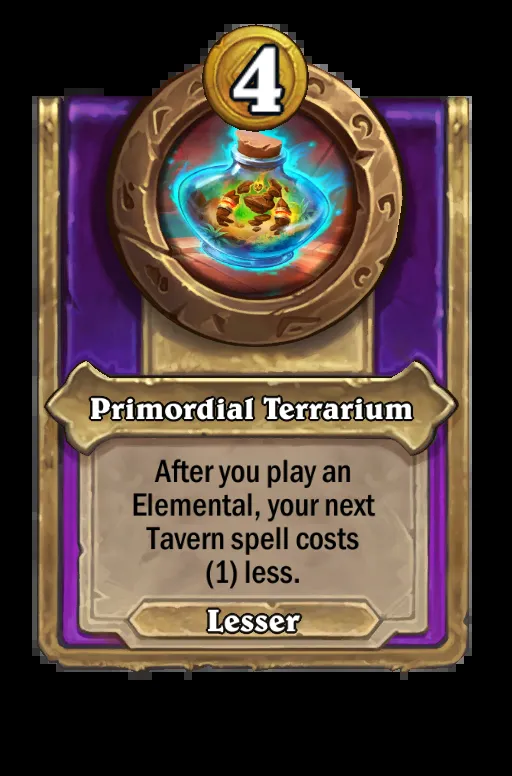 4
Primordial Terrarium
After you play an
Elemental, your next
Tavern spell costs
(1) less.
Lesser